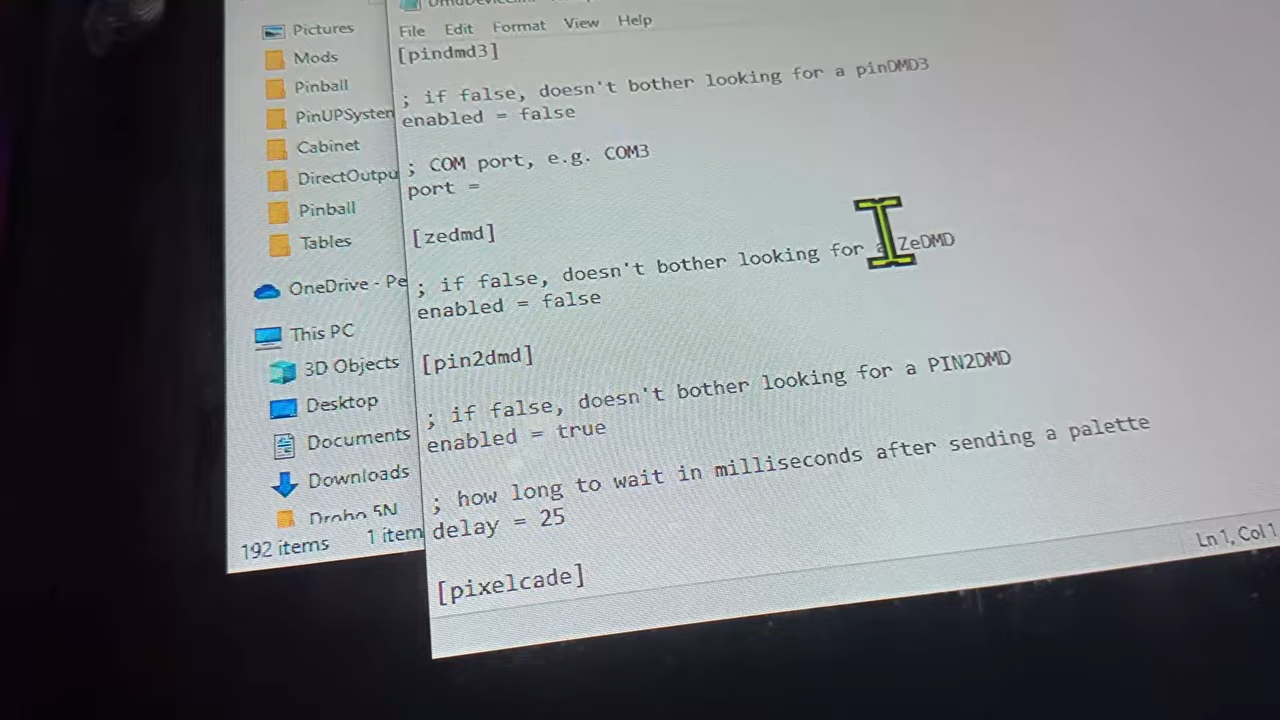 Pictures
Mods
Pinball
PinUPSystem
Cabinet
DirectOutpu
Pinball
Tables
OneDrive - Pe
This PC
3D Objects
Desktop
Documents
Downloads
192 items 1 item
File Edit Format View Help
[pindmd3]
; if false, doesn't bother looking for a pinDMD3
enabled = false
; COM port, e.g. COM3
port =
[zedmd]
; if false, doesn't bother looking for a ZeDMD
enabled = false
[pin2dmd]
; if false, doesn't bother looking for a PIN2DMD
enabled = true
; how long to wait in milliseconds after sending a palette
delay = 25
[pixelcade]
Ln 1, Col 1